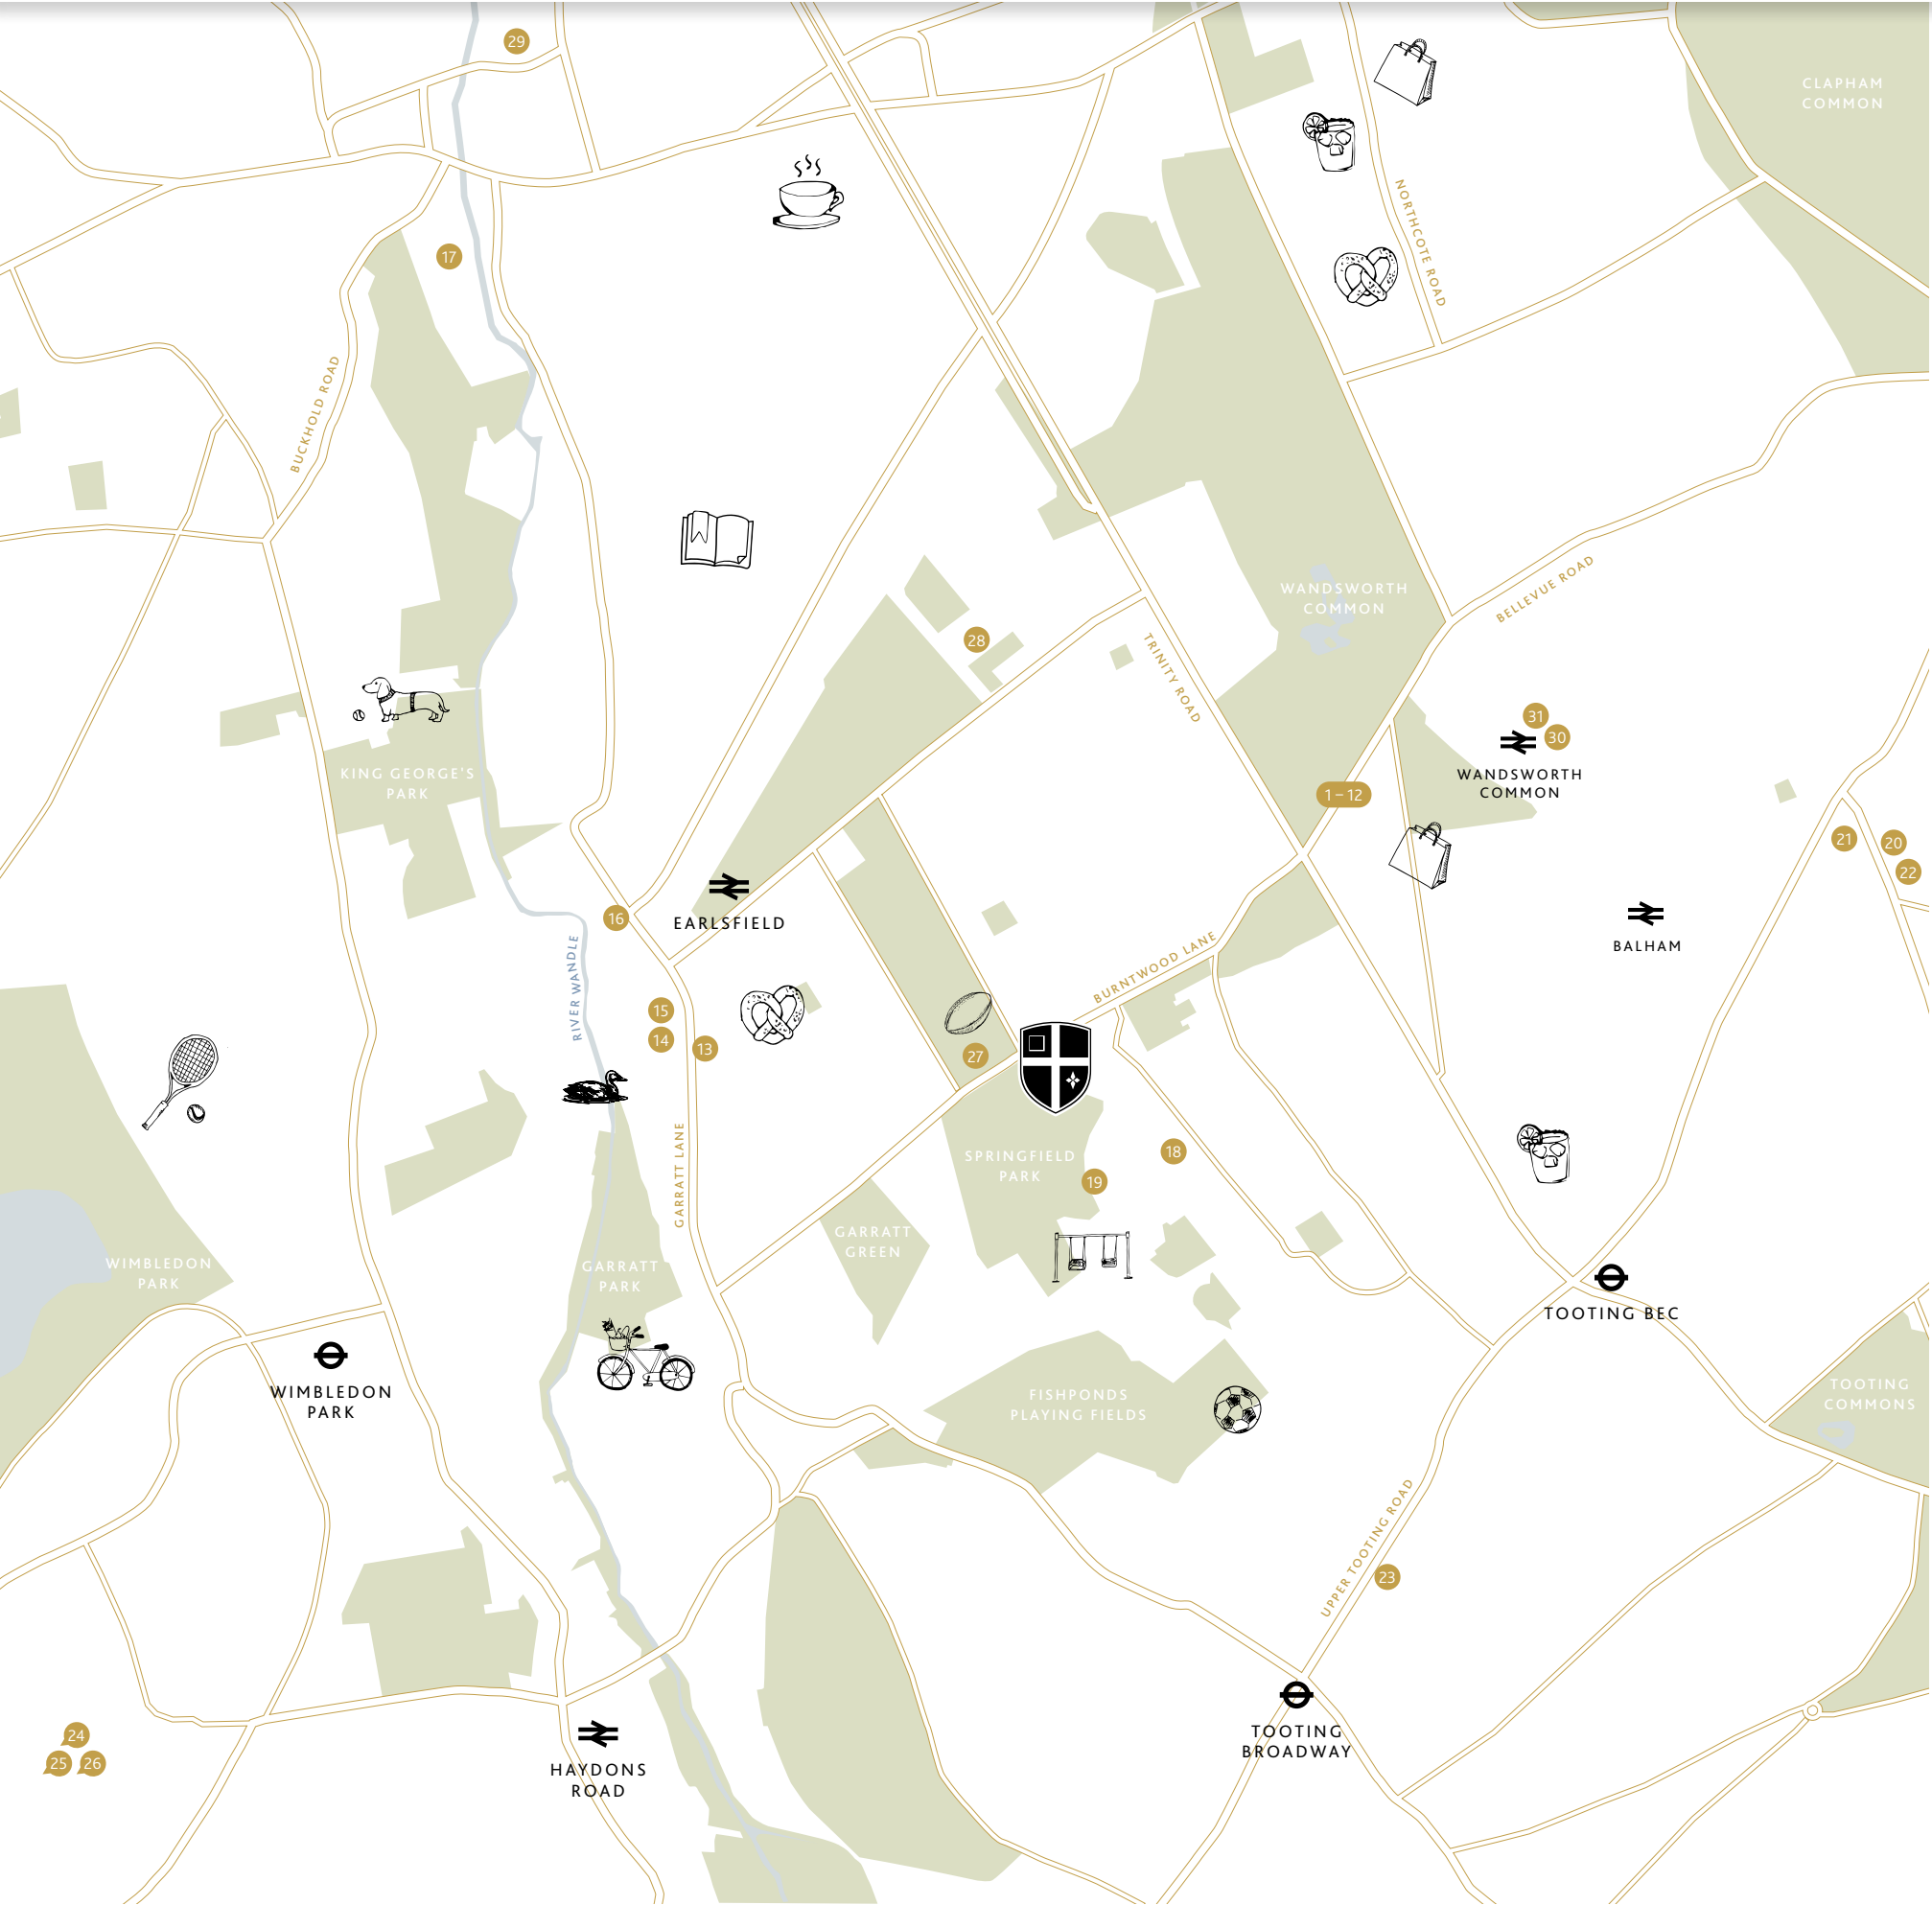 29
CLAPHAM
COMMON
NORTHCOTE ROAD
17
BUCKHOLD ROAD
WANDSWORTH
COMMON
BELLEVUE ROAD
28
TRINITY ROAD
31
30
WANDSWORTH
COMMON
KING GEORGE'S
PARK
1 – 12
21
20
22
16
EARLSFIELD
BALHAM
RIVER WANDLE
BURNTWOOD LANE
15
14
13
27
GARRATT LANE
18
SPRINGFIELD
PARK
19
GARRATT
GREEN
WIMBLEDON
PARK
GARRATT
PARK
TOOTING BEC
WIMBLEDON
PARK
FISHPONDS
PLAYING FIELDS
TOOTING
COMMONS
UPPER TOOTING ROAD
23
24
25
26
TOOTING
BROADWAY
HAYDONS
ROAD